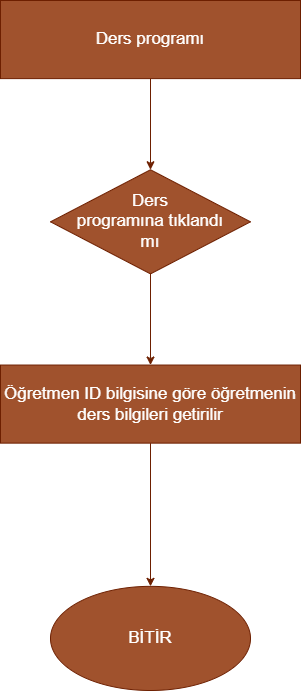 Ders programı
Ders
programına tıklandı
mı
Öğretmen ID bilgisine göre öğretmenin
ders bilgileri getirilir
BİTİR